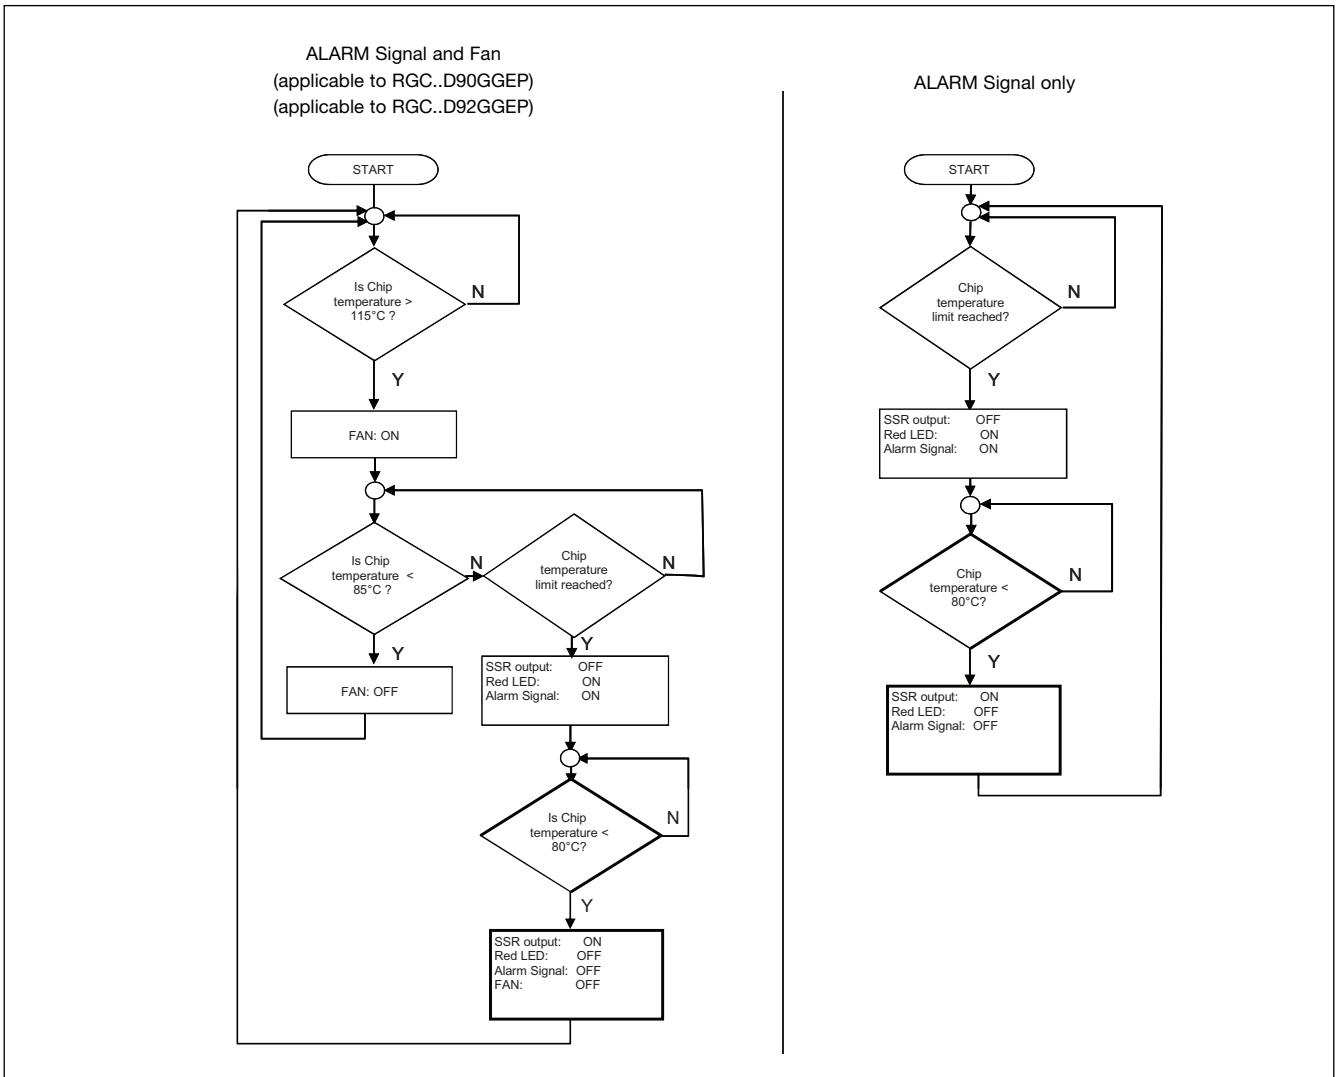 ALARM Signal and Fan
(applicable to RGC..D90GGEP)
(applicable to RGC..D92GGEP)
START
Is Chip
temperature >
115°C ?
N
Y
FAN: ON
Is Chip
temperature <
85°C ?
N
Chip
temperature
limit reached?
N
Y
FAN: OFF
Y
SSR output: OFF
Red LED: ON
Alarm Signal: ON
Is Chip
temperature <
80°C?
N
Y
SSR output: ON
Red LED: OFF
Alarm Signal: OFF
FAN: OFF
ALARM Signal only
START
Chip
temperature
limit reached?
N
Y
SSR output: OFF
Red LED: ON
Alarm Signal: ON
Chip
temperature <
80°C?
N
Y
SSR output: ON
Red LED: OFF
Alarm Signal: OFF